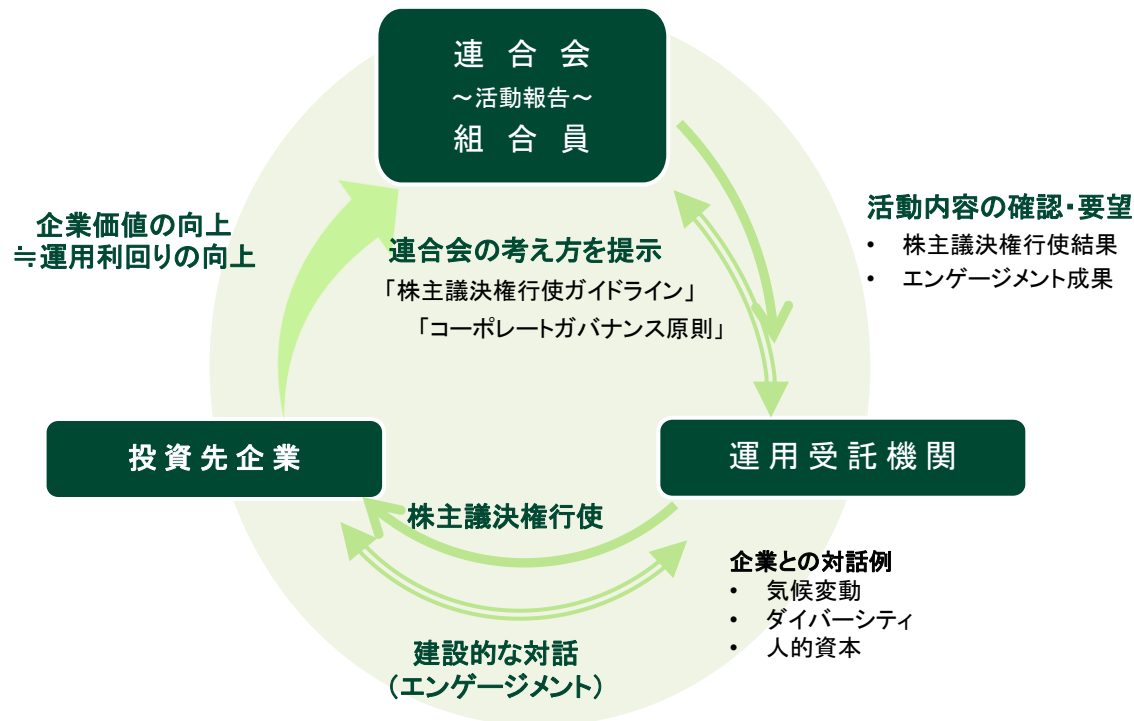 連合会
～活動報告～
組合員
企業価値の向上
≒運用利回りの向上
連合会の考え方を提示
「株主議決権行使ガイドライン」
「コーポレートガバナンス原則」
活動内容の確認・要望
• 株主議決権行使結果
• エンゲージメント成果
投資先企業
運用受託機関
株主議決権行使
建設的な対話
（エンゲージメント）
企業との対話例
• 気候変動
• ダイバーシティ
• 人的資本